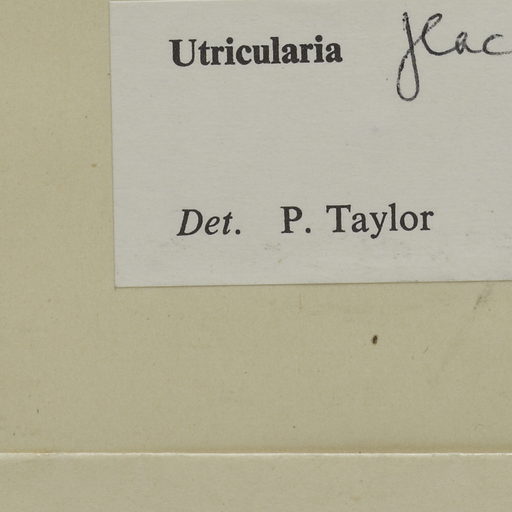 Utricularia
Det. P. Taylor